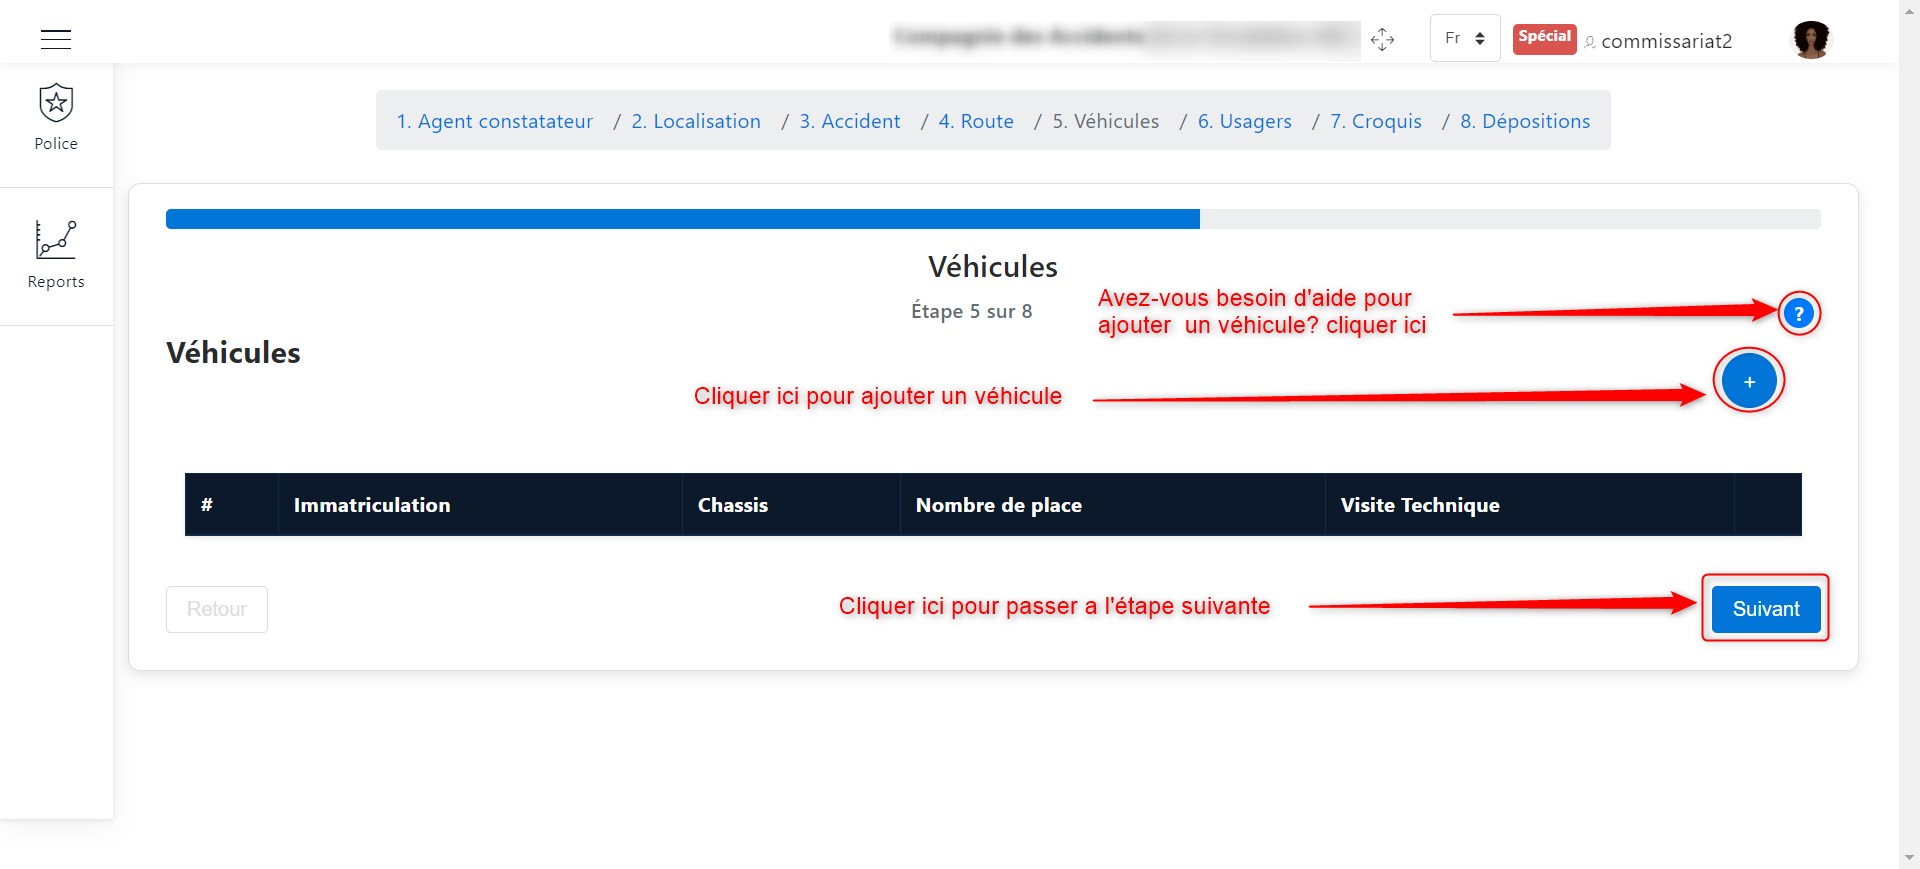 Fr
Spécial
commissariat2
Police
Reports
1. Agent constatateur / 2. Localisation / 3. Accident / 4. Route / 5. Véhicules / 6. Usagers / 7. Croquis / 8. Dépositions
Véhicules
Étape 5 sur 8
Avez-vous besoin d'aide pour
ajouter un véhicule? cliquer ici
?
Véhicules
Cliquer ici pour ajouter un véhicule
+
# Immatriculation Chassis Nombre de place Visite Technique
Retour
Cliquer ici pour passer a l'étape suivante
Suivant